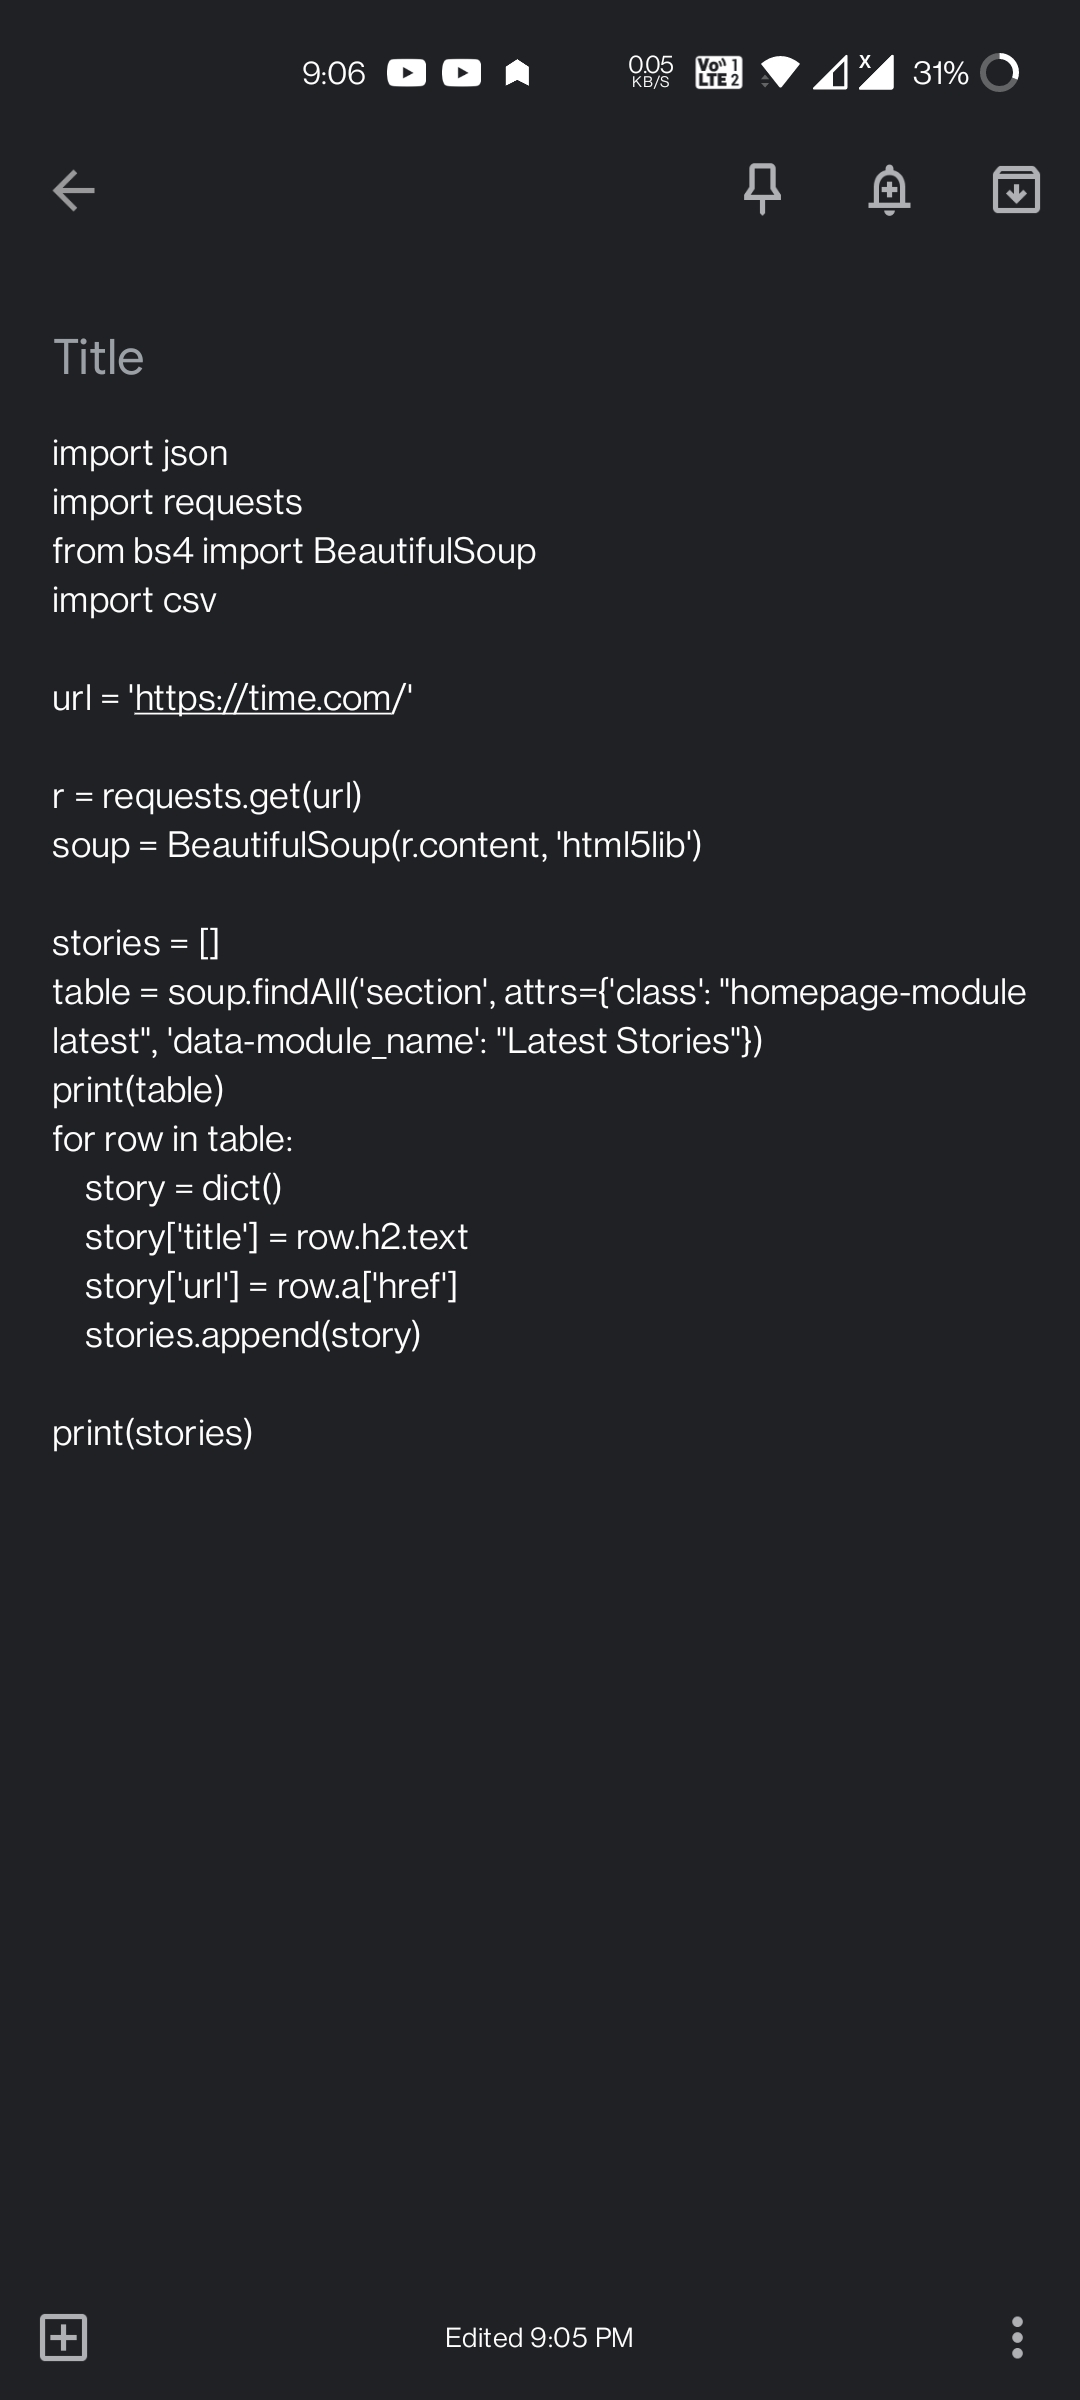 9:06
0.05
KB/S
Vo 1
LTE 2
X
31%
Title
import json
import requests
from bs4 import BeautifulSoup
import csv
url = 'https://time.com/'
r = requests.get(url)
soup = BeautifulSoup(r.content, 'html5lib')
stories = []
table = soup.findAll('section', attrs={'class': "homepage-module
latest", 'data-module_name': "Latest Stories"})
print(table)
for row in table:
    story = dict()
    story['title'] = row.h2.text
    story['url'] = row.a['href']
    stories.append(story)
print(stories)
Edited 9:05 PM